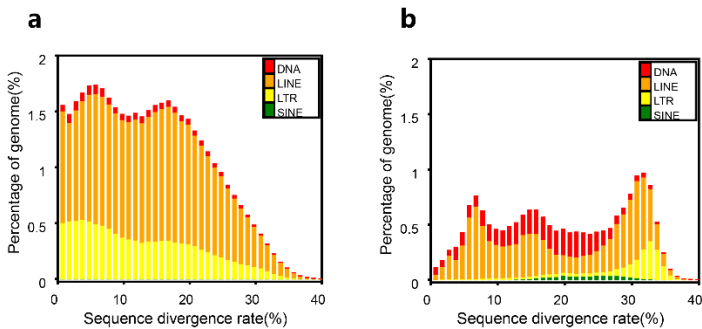 a
2
1.5
1
0.5
0
0
10
20
30
40
Percentage of genome(%)
Sequence divergence rate(%)
DNA
LINE
LTR
SINE
b
2
1.5
1
0.5
0
0
10
20
30
40
Percentage of genome(%)
Sequence divergence rate(%)
DNA
LINE
LTR
SINE